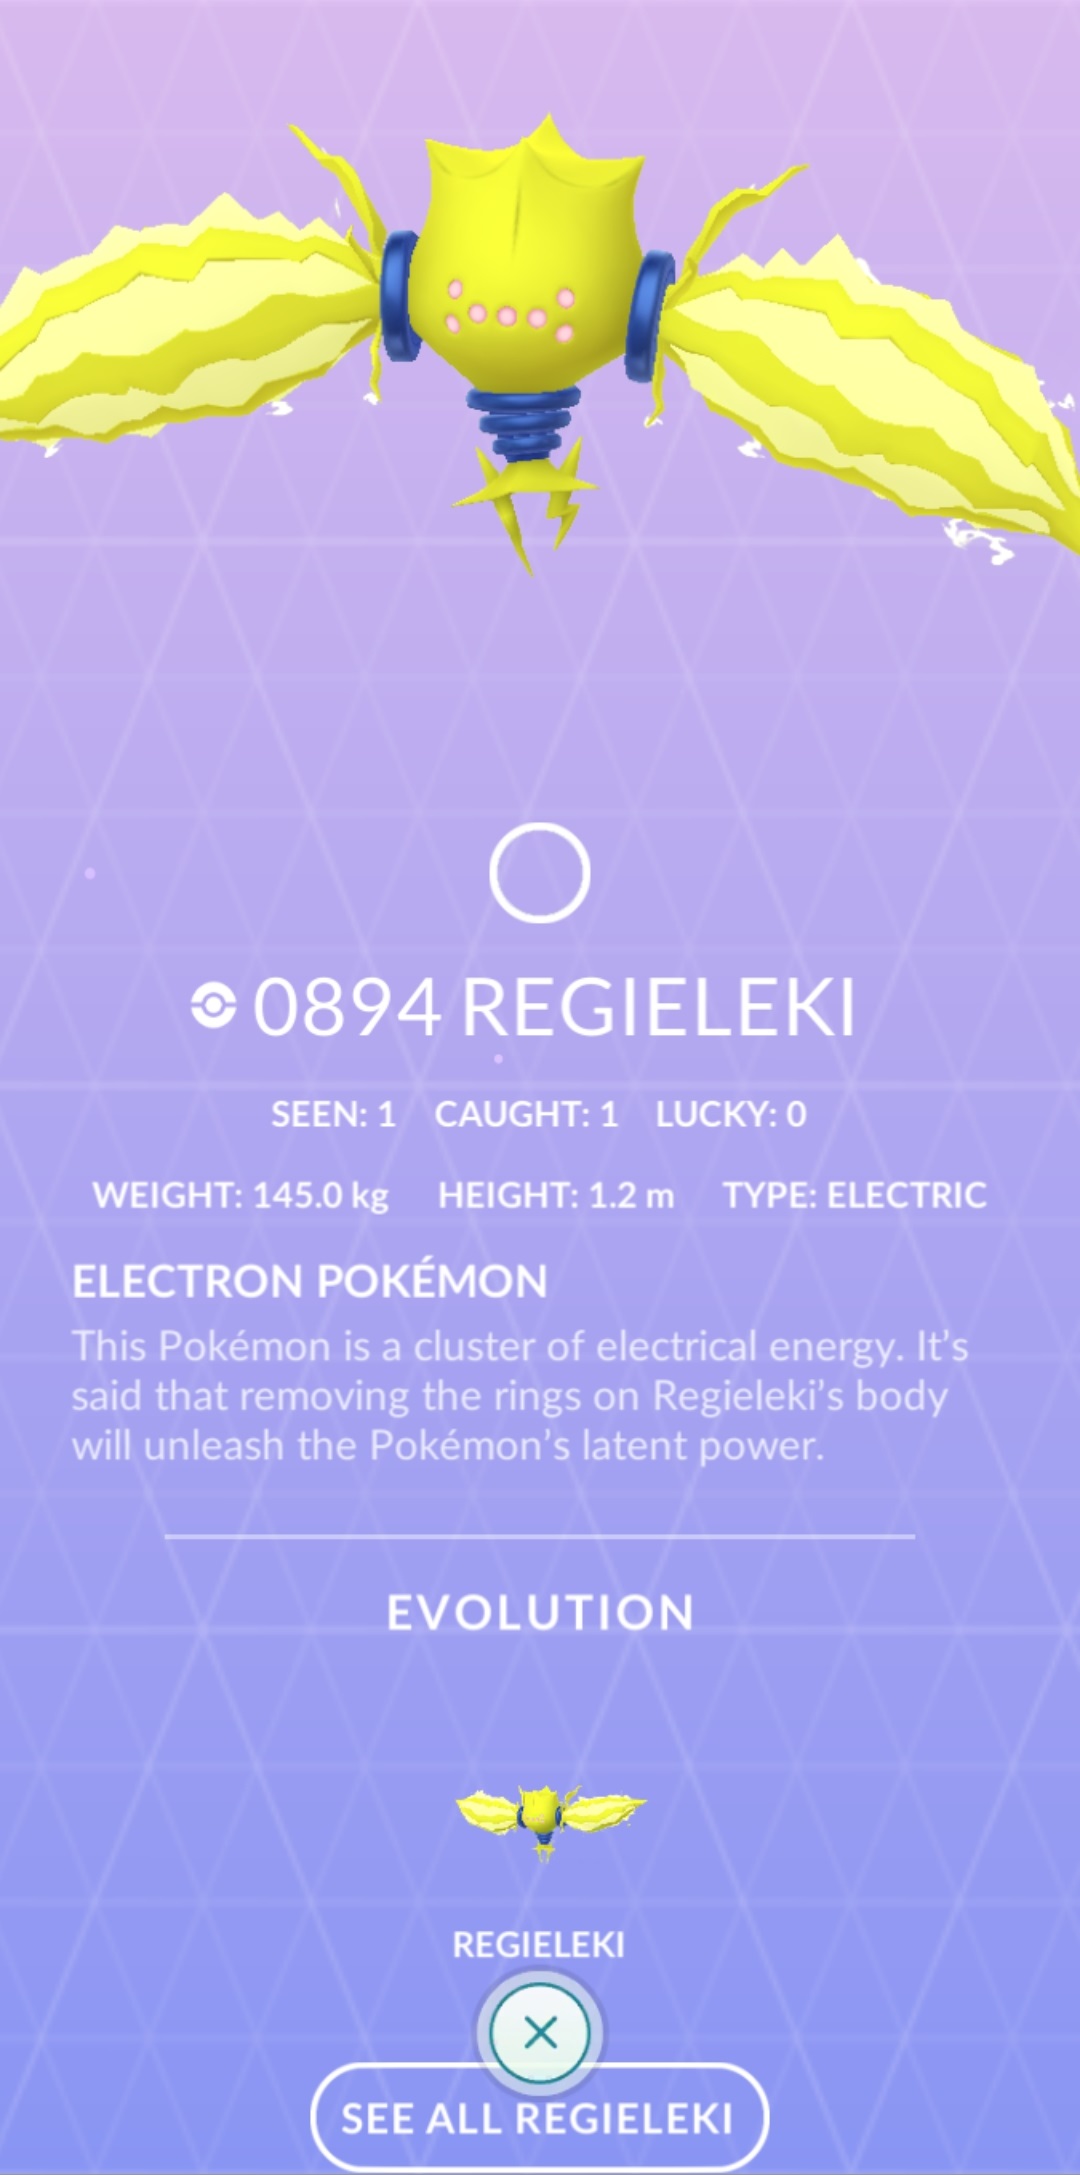 0894 REGIELEKI
SEEN: 1 CAUGHT: 1 LUCKY: 0
WEIGHT: 145.0 kg HEIGHT: 1.2 m TYPE: ELECTRIC
ELECTRON POKÉMON
This Pokémon is a cluster of electrical energy. It’s
said that removing the rings on Regieleki’s body
will unleash the Pokémon’s latent power.
EVOLUTION
REGIELEKI
SEE ALL REGIELEKI